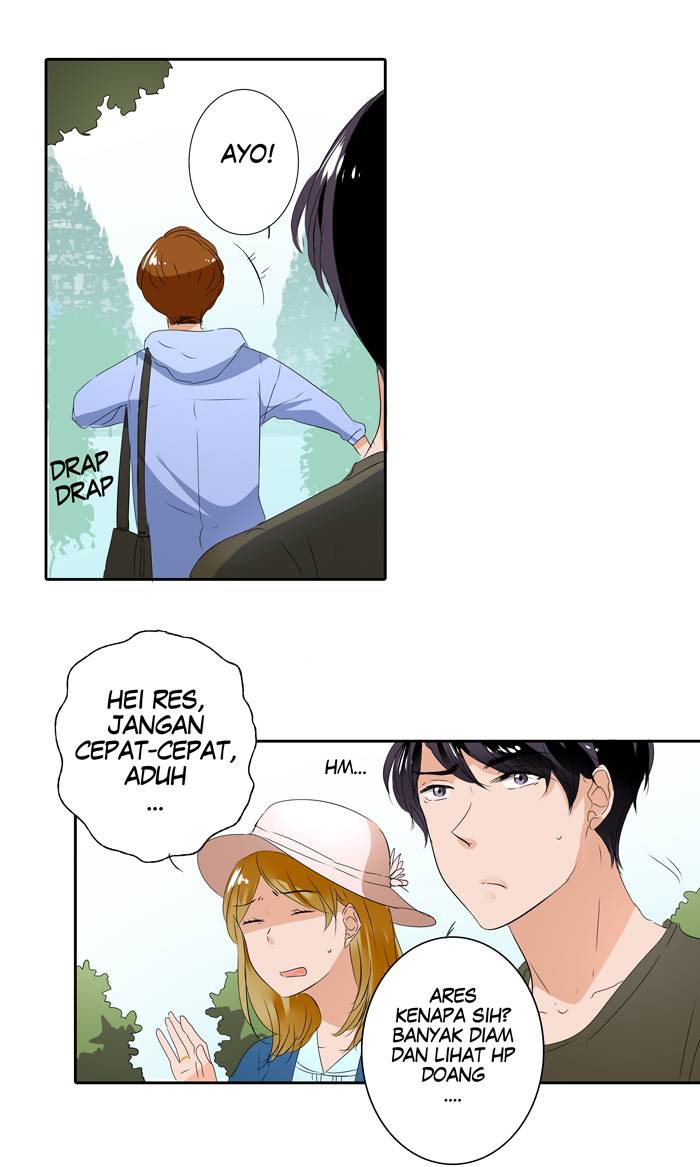 AYO!
DRAP
DRAP
HEI RES,
JANGAN
CEPAT-CEPAT,
ADUH
...
HM...
ARES
KENAPA SIH?
BANYAK DIAM
DAN LIHAT HP
DOANG
....